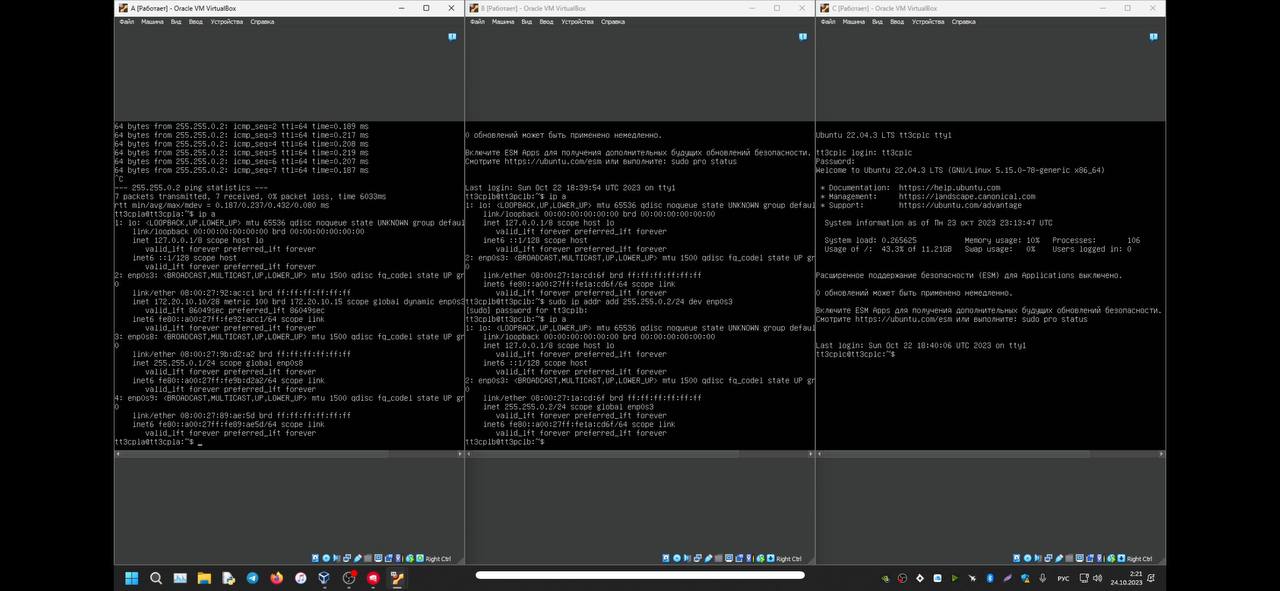 A [Работает] - Oracle VM VirtualBox
Файл Машина Вид Ввод Устройства Справка
64 bytes from 255.255.0.2: icmp_seq=2 ttl=64 time=0.189 ms
64 bytes from 255.255.0.2: icmp_seq=3 ttl=64 time=0.217 ms
64 bytes from 255.255.0.2: icmp_seq=4 ttl=64 time=0.208 ms
64 bytes from 255.255.0.2: icmp_seq=5 ttl=64 time=0.206 ms
64 bytes from 255.255.0.2: icmp_seq=6 ttl=64 time=0.219 ms
64 bytes from 255.255.0.2: icmp_seq=7 ttl=64 time=0.187 ms
^C
--- 255.255.0.2 ping statistics ---
7 packets transmitted, 7 received, 0% packet loss, time 6033ms
rtt min/avg/max/mdev = 0.187/0.237/0.432/0.080 ms
tt3cpla@tt3cpla:~$ ip a
1: lo: <LOOPBACK,UP,LOWER_UP> mtu 65536 qdisc noqueue state UNKNOWN group defaul
link/loopback 00:00:00:00:00:00 brd 00:00:00:00:00:00
inet 127.0.0.1/8 scope host lo
valid_lft forever preferred_lft forever
inet6 ::1/128 scope host
valid_lft forever preferred_lft forever
2: enp0s3: <BROADCAST,MULTICAST,UP,LOWER_UP> mtu 1500 qdisc fq_codel state UP gr
0
link/ether 08:00:27:92:ac:c1 brd ff:ff:ff:ff:ff:ff
inet 172.20.10.10/28 metric 100 brd 172.20.10.15 scope global dynamic enp0s3
valid_lft 86049sec preferred_lft 86049sec
inet6 fe80::a00:27ff:fe92:acc1/64 scope link
valid_lft forever preferred_lft forever
3: enp0s8: <BROADCAST,MULTICAST,UP,LOWER_UP> mtu 1500 qdisc fq_codel state UP gr
0
link/ether 08:00:27:9b:d2:a2 brd ff:ff:ff:ff:ff:ff
inet 255.255.0.1/24 scope global enp0s8
valid_lft forever preferred_lft forever
inet6 fe80::a00:27ff:fe9b:d2a2/64 scope link
valid_lft forever preferred_lft forever
4: enp0s9: <BROADCAST,MULTICAST,UP,LOWER_UP> mtu 1500 qdisc fq_codel state UP gr
0
link/ether 08:00:27:89:ae:5d brd ff:ff:ff:ff:ff:ff
inet6 fe80::a00:27ff:fe89:ae5d/64 scope link
valid_lft forever preferred_lft forever
tt3cpla@tt3cpla:~$ _
Right Ctrl
B [Работает] - Oracle VM VirtualBox
Файл Машина Вид Ввод Устройства Справка
0 обновлений может быть применено немедленно.
Включите ESM Apps для получения дополнительных будущих обновлений безопасности.
Смотрите https://ubuntu.com/esm или выполните: sudo pro status
Last login: Sun Oct 22 18:39:54 UTC 2023 on tty1
tt3cplb@tt3pclb:~$ ip a
1: lo: <LOOPBACK,UP,LOWER_UP> mtu 65536 qdisc noqueue state UNKNOWN group defaul
link/loopback 00:00:00:00:00:00 brd 00:00:00:00:00:00
inet 127.0.0.1/8 scope host lo
valid_lft forever preferred_lft forever
inet6 ::1/128 scope host
valid_lft forever preferred_lft forever
2: enp0s3: <BROADCAST,MULTICAST,UP,LOWER_UP> mtu 1500 qdisc fq_codel state UP gr
0
link/ether 08:00:27:1a:cd:6f brd ff:ff:ff:ff:ff:ff
inet6 fe80::a00:27ff:fe1a:cd6f/64 scope link
valid_lft forever preferred_lft forever
tt3cplb@tt3pclb:~$ sudo ip addr add 255.255.0.2/24 dev enp0s3
[sudo] password for tt3cplb:
tt3cplb@tt3pclb:~$ ip a
1: lo: <LOOPBACK,UP,LOWER_UP> mtu 65536 qdisc noqueue state UNKNOWN group defaul
link/loopback 00:00:00:00:00:00 brd 00:00:00:00:00:00
inet 127.0.0.1/8 scope host lo
valid_lft forever preferred_lft forever
inet6 ::1/128 scope host
valid_lft forever preferred_lft forever
2: enp0s3: <BROADCAST,MULTICAST,UP,LOWER_UP> mtu 1500 qdisc fq_codel state UP gr
0
link/ether 08:00:27:1a:cd:6f brd ff:ff:ff:ff:ff:ff
inet 255.255.0.2/24 scope global enp0s3
valid_lft forever preferred_lft forever
inet6 fe80::a00:27ff:fe1a:cd6f/64 scope link
valid_lft forever preferred_lft forever
tt3cplb@tt3pclb:~$
Right Ctrl
C [Работает] - Oracle VM VirtualBox
Файл Машина Вид Ввод Устройства Справка
Ubuntu 22.04.3 LTS tt3cplc tty1
tt3cplc login: tt3cplc
Password:
Welcome to Ubuntu 22.04.3 LTS (GNU/Linux 5.15.0-78-generic x86_64)
* Documentation: https://help.ubuntu.com
* Management: https://landscape.canonical.com
* Support: https://ubuntu.com/advantage
System information as of Пн 23 окт 2023 23:13:47 UTC
System load: 0.265625 Memory usage: 10% Processes: 106
Usage of /: 43.3% of 11.21GB Swap usage: 0% Users logged in: 0
Расширенное поддержание безопасности (ESM) для Applications выключено.
0 обновлений может быть применено немедленно.
Включите ESM Apps для получения дополнительных будущих обновлений безопасности.
Смотрите https://ubuntu.com/esm или выполните: sudo pro status
Last login: Sun Oct 22 18:40:06 UTC 2023 on tty1
tt3cplc@tt3cplc:~$
Right Ctrl
РУС
2:21
24.10.2023